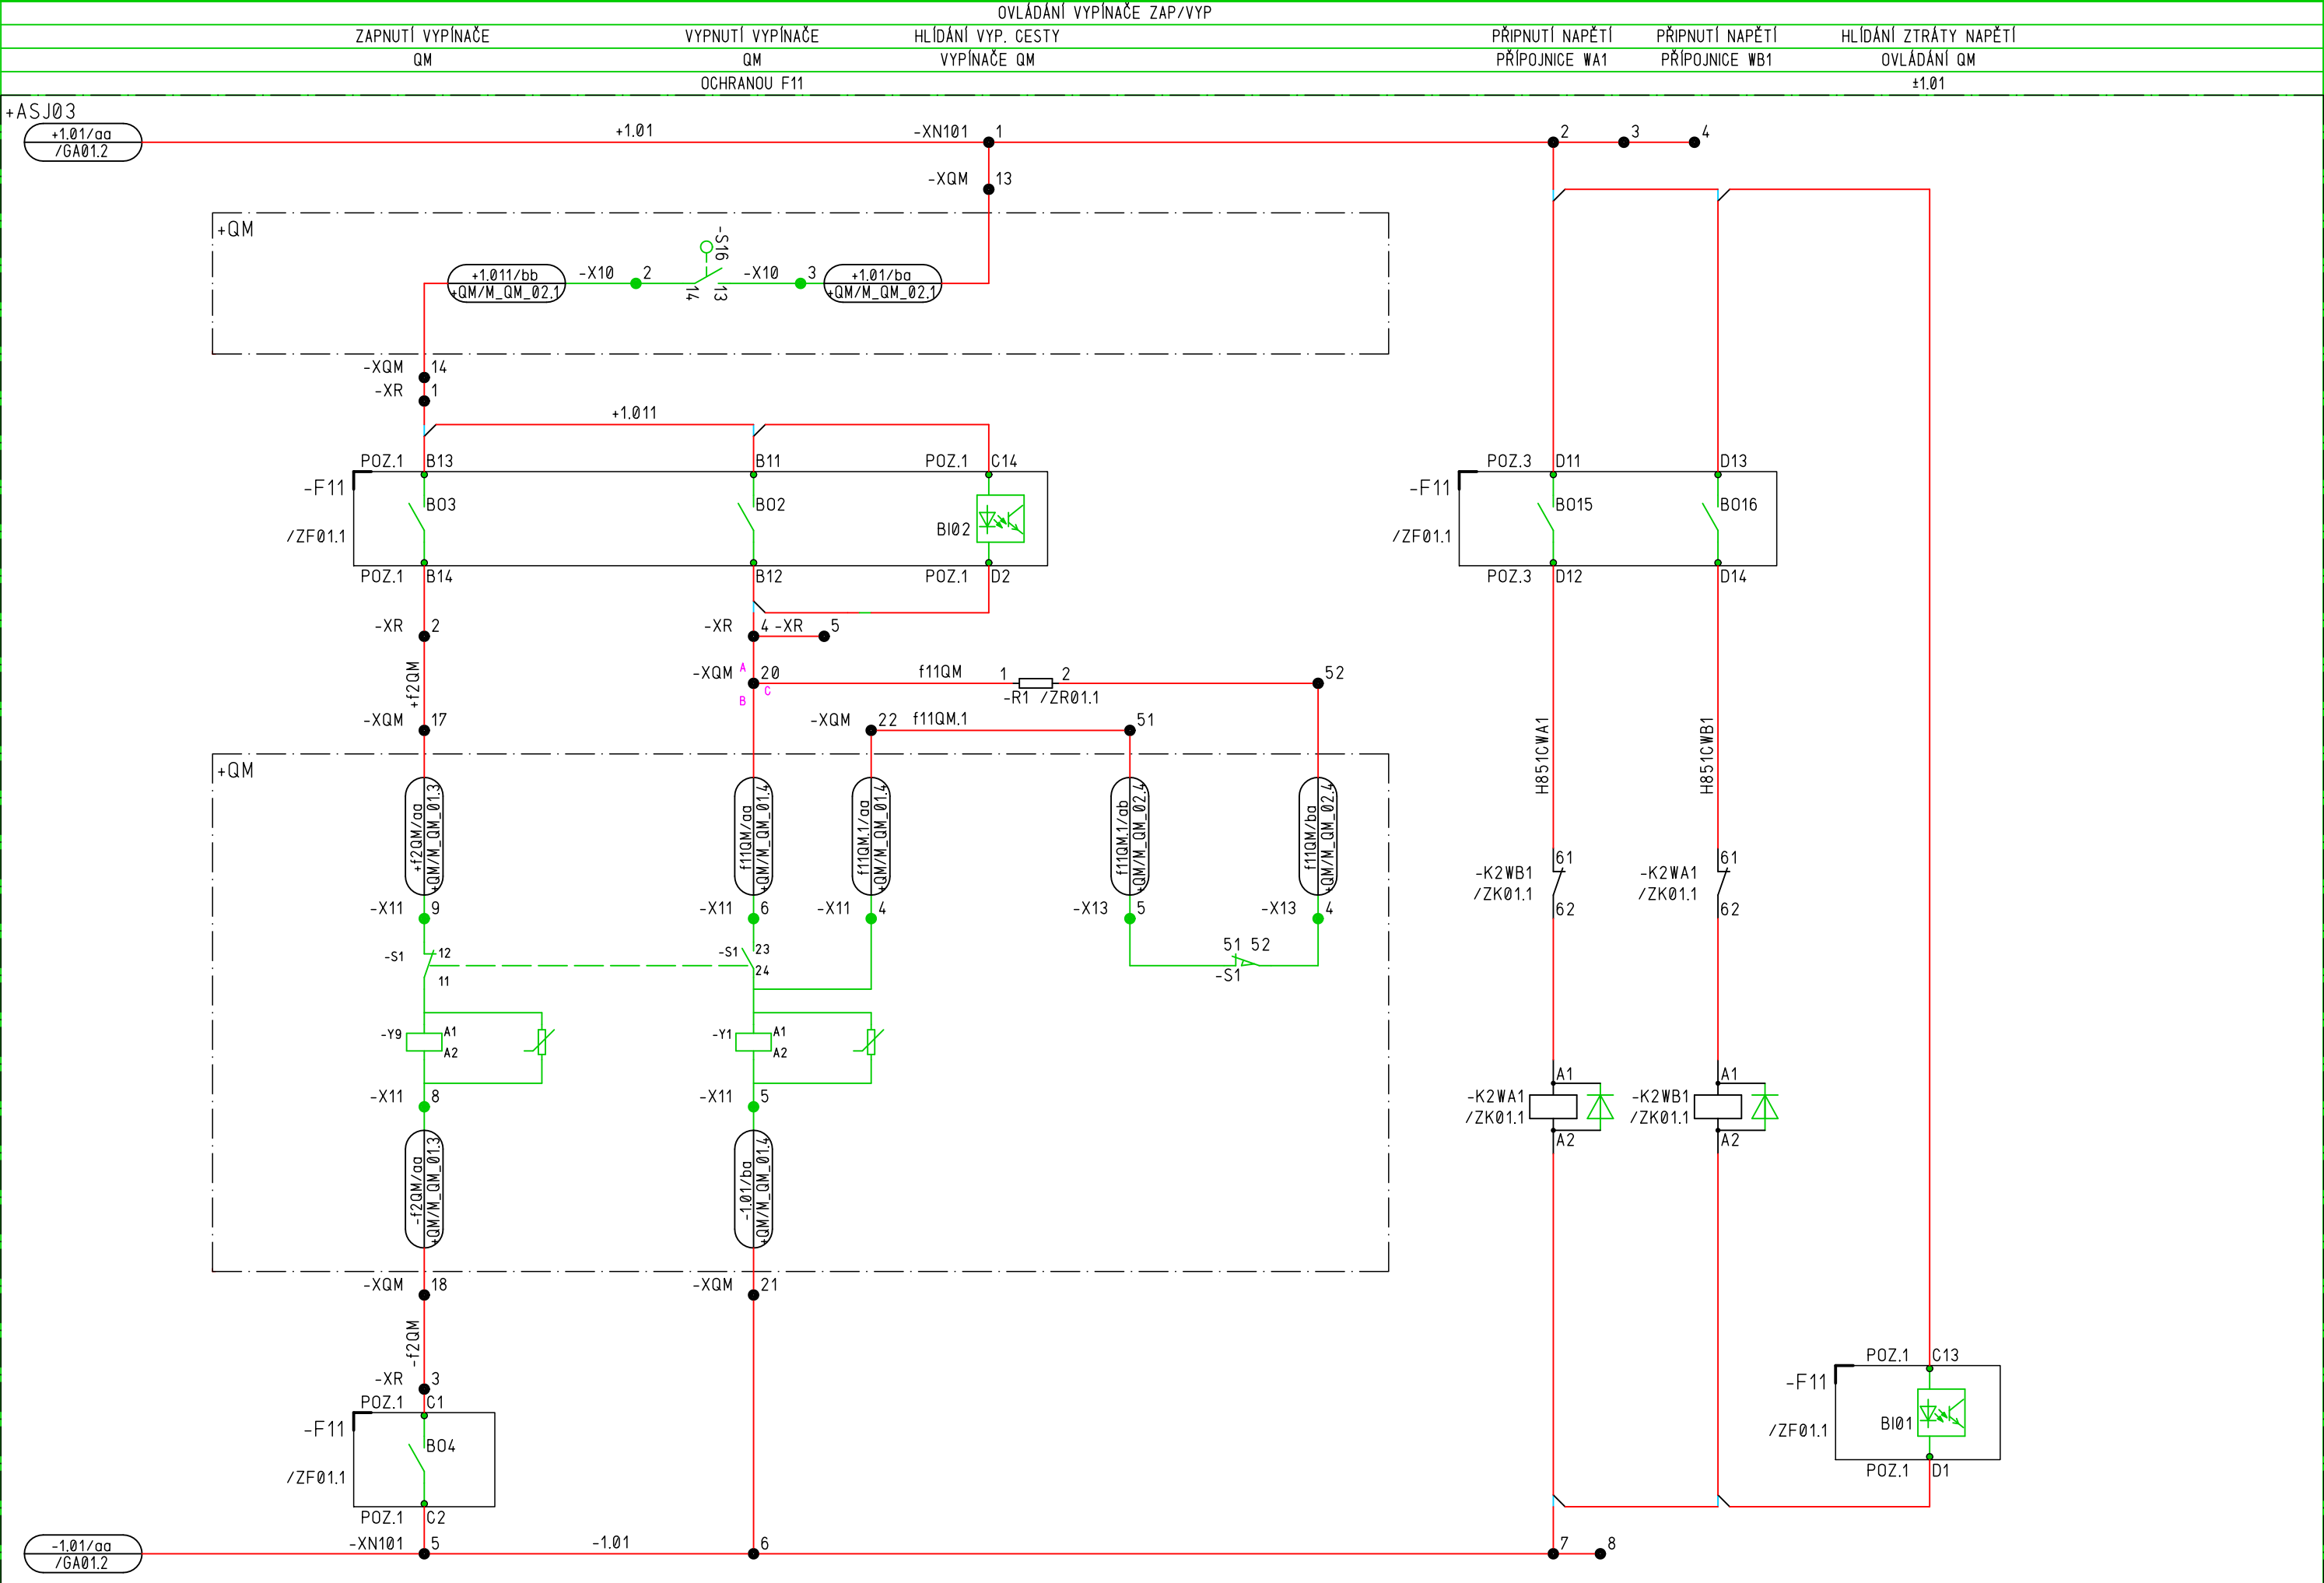 OVLÁDÁNÍ VYPÍNAČE ZAP/VYP
ZAPNUTÍ VYPÍNAČE VYPNUTÍ VYPÍNAČE HLÍDÁNÍ VYP. CESTY PŘIPNUTÍ NAPĚTÍ PŘIPNUTÍ NAPĚTÍ HLÍDÁNÍ ZTRÁTY NAPĚTÍ
QM QM VYPÍNAČE QM PŘÍPOJNICE WA1 PŘÍPOJNICE WB1 OVLÁDÁNÍ QM
OCHRANOU F11 ±1.01
+ASJ03
+1.01/aa +1.01 -XN101 1 2 3 4
/GA01.2
-XQM 13
+QM -S16
+1.011/bb -X10 2 -X10 3 +1.01/ba
+QM/M_QM_02.1 14 13 +QM/M_QM_02.1
-XQM 14
-XR 1
+1.011
POZ.1 B13 B11 POZ.1 C14 POZ.3 D11 D13
-F11 BO3 BO2 BI02 -F11 BO15 BO16
/ZF01.1 /ZF01.1
POZ.1 B14 B12 POZ.1 D2 POZ.3 D12 D14
-XR 2 -XR 4 -XR 5
+f2QM -XQM A 20 f11QM 1 2 52
B C -R1 /ZR01.1
-XQM 17 -XQM 22 f11QM.1 51
H851CWA1 H851CWB1
+QM
+f2QM/aa f11QM/aa f11QM.1/aa f11QM.1/ab f11QM/ba
+QM/M_QM_01.3 +QM/M_QM_01.4 +QM/M_QM_01.4 +QM/M_QM_02.4 +QM/M_QM_02.4
61 61
-K2WB1 -K2WA1
/ZK01.1 /ZK01.1
62 62
-X11 9 -X11 6 -X11 4 -X13 5 -X13 4
-S1 12 -S1 23 51 52
11 24 -S1
-Y9 A1 -Y1 A1
A2 A2
A1 A1
-X11 8 -X11 5 -K2WA1 -K2WB1
/ZK01.1 /ZK01.1
A2 A2
-f2QM/aa -1.01/ba
+QM/M_QM_01.3 +QM/M_QM_01.4
-XQM 18 -XQM 21
-f2QM
-XR 3
POZ.1 C13
-F11 BI01
/ZF01.1
POZ.1 D1
POZ.1 C1
-F11 BO4
/ZF01.1
POZ.1 C2
-1.01/aa -XN101 5 -1.01 6 7 8
/GA01.2